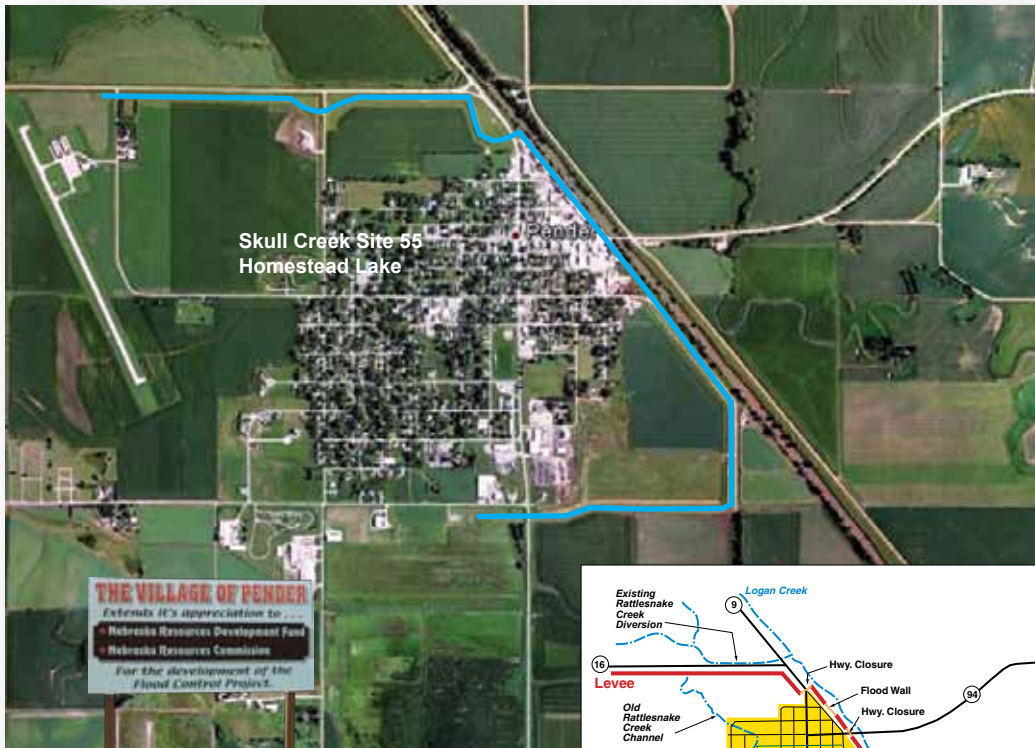 Skull Creek Site 55
Homestead Lake
Pender
THE VILLAGE OF PENDER
Extends it's appreciation to ...
Nebraska Resources Development Fund
Nebraska Resources Commission
For the development of the
Flood Control Project.
Existing
Rattlesnake
Creek
Diversion
9
Logan Creek
16
Levee
Hwy. Closure
Flood Wall
94
Hwy. Closure
Old
Rattlesnake
Creek
Channel